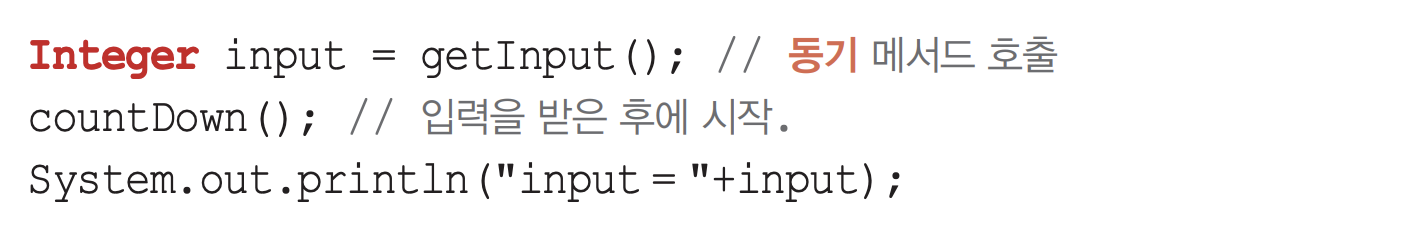 Integer input = getInput(); // 동기 메서드 호출
countDown(); // 입력을 받은 후에 시작.
System.out.println("input = "+input);